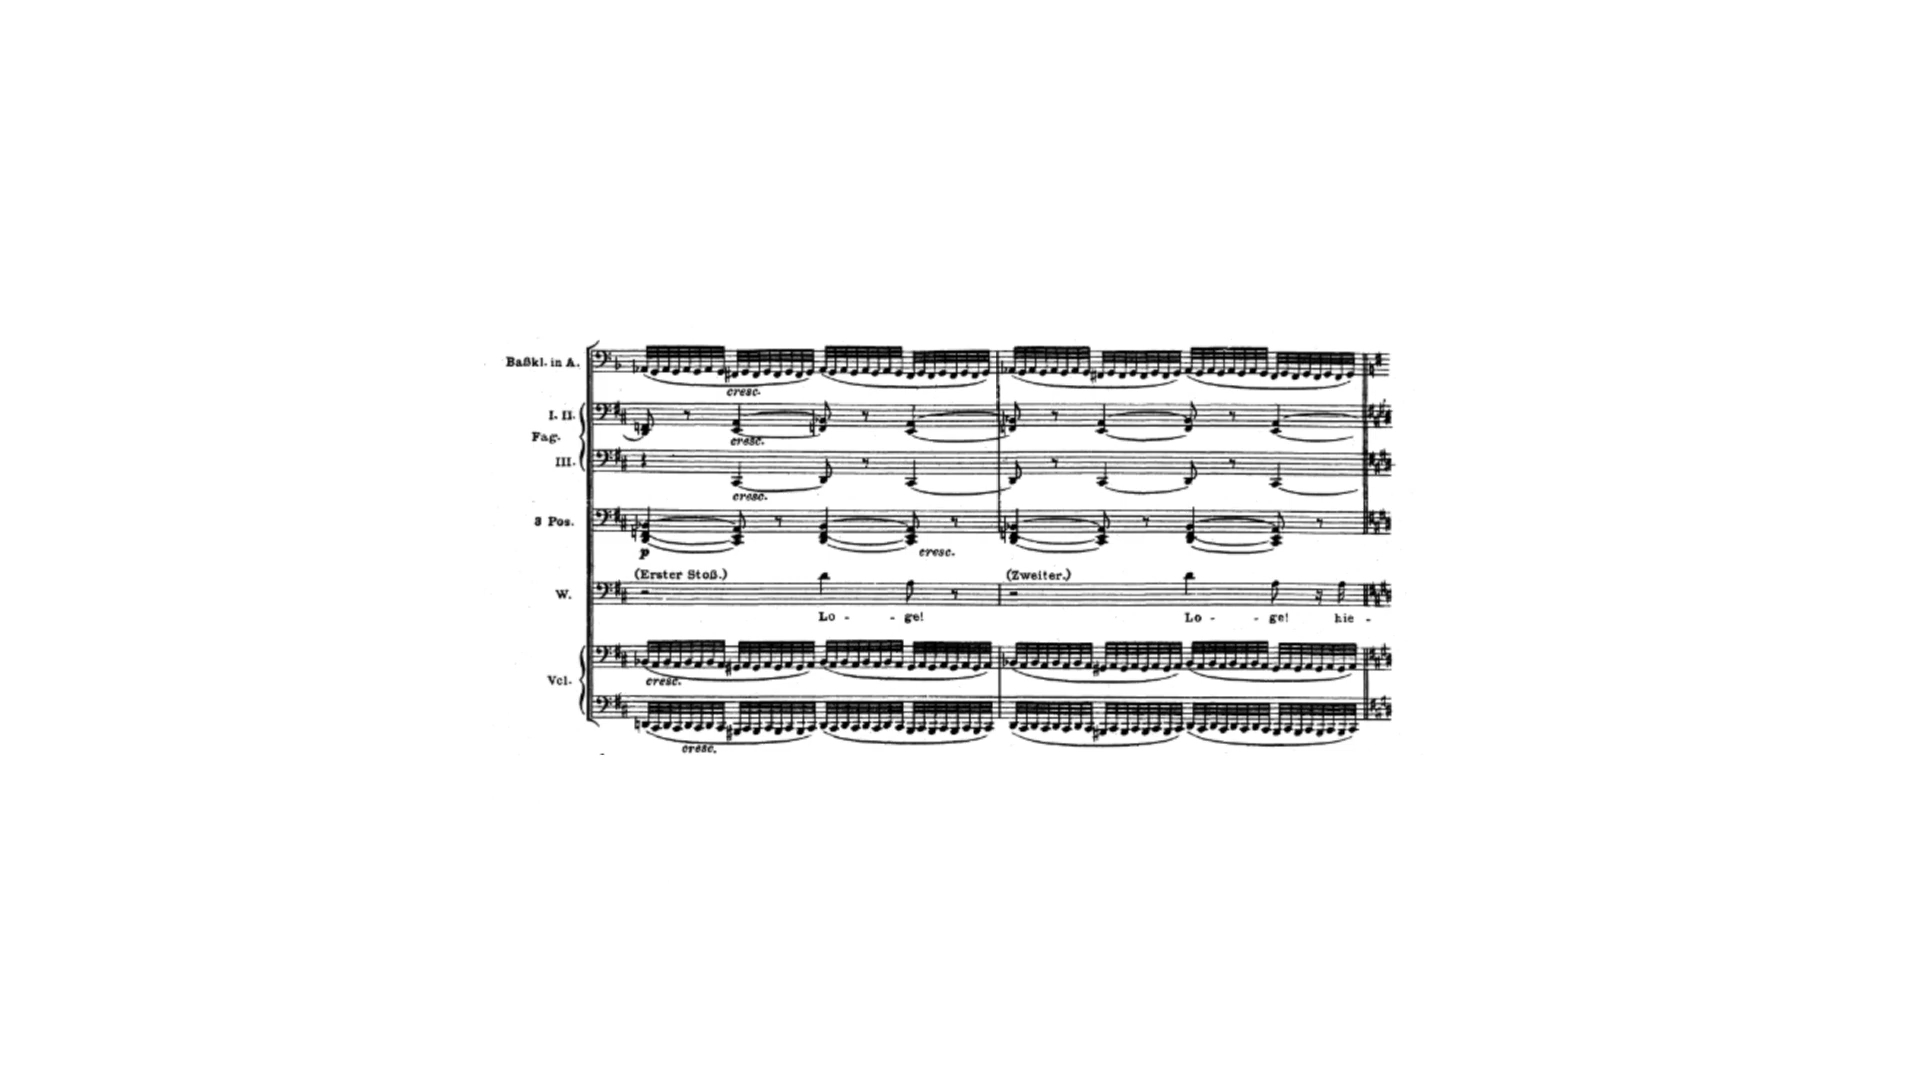 Baßkl. in A.
cresc.
I. II.
Fag.
cresc.
III.
cresc.
3 Pos.
p
cresc.
(Erster Stoß.)
(Zweiter.)
W.
Lo - - ge!
Lo - - ge! hie -
Vcl.
cresc.
cresc.